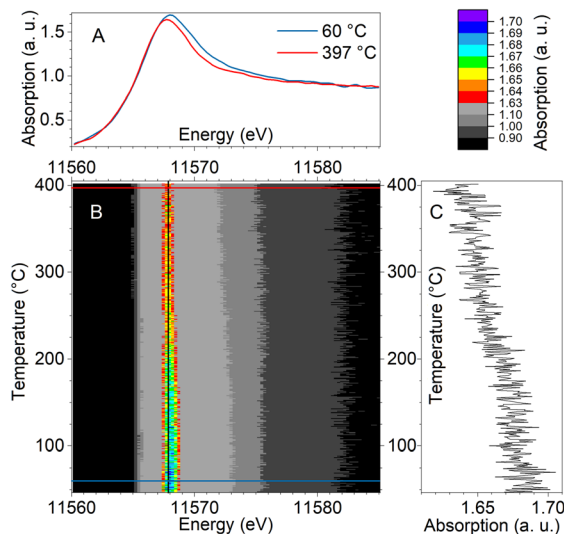 A
60 °C
397 °C
Absorption (a. u.)
1.5
1.0
0.5
Energy (eV)
11560
11570
11580
1.70
1.69
1.68
1.67
1.66
1.65
1.63
1.10
1.00
0.90
Absorption (a. u.)
B
Temperature (°C)
400
300
200
100
11560
11570
11580
Energy (eV)
C
Temperature (°C)
400
300
200
100
1.65
1.70
Absorption (a. u.)